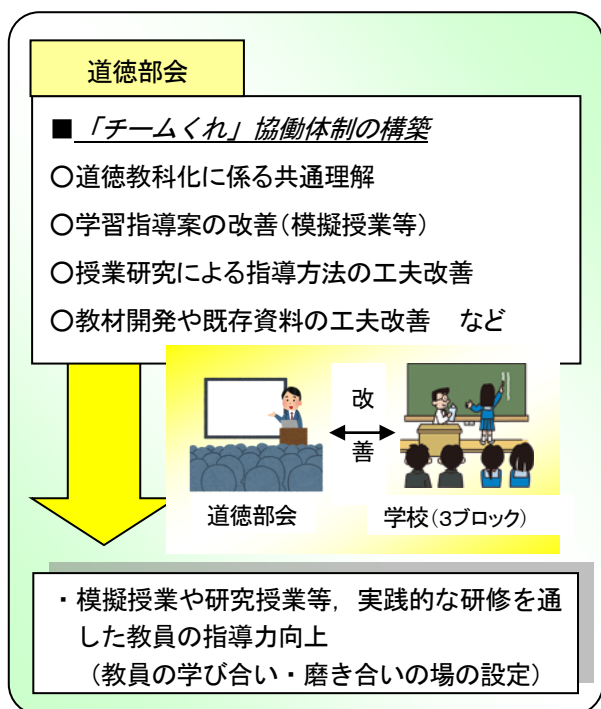 道徳部会
■「チームくれ」協働体制の構築
○道徳教科化に係る共通理解
○学習指導案の改善(模擬授業等)
○授業研究による指導方法の工夫改善
○教材開発や既存資料の工夫改善　など
改
善
道徳部会
学校(3ブロック)
・模擬授業や研究授業等，実践的な研修を通
した教員の指導力向上
(教員の学び合い・磨き合いの場の設定)